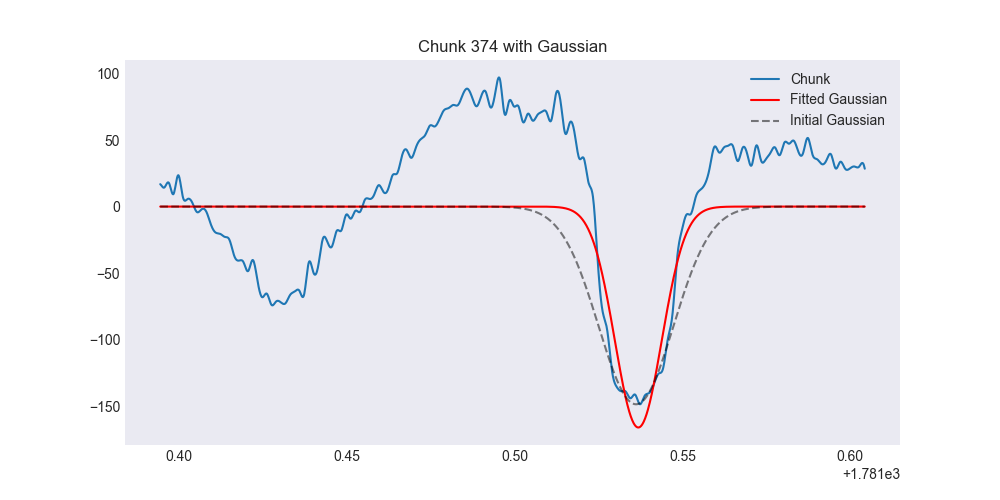 Chunk 374 with Gaussian
100
50
0
−50
−100
−150
Chunk
Fitted Gaussian
Initial Gaussian
0.40 0.45 0.50 0.55 0.60
+1.781e3